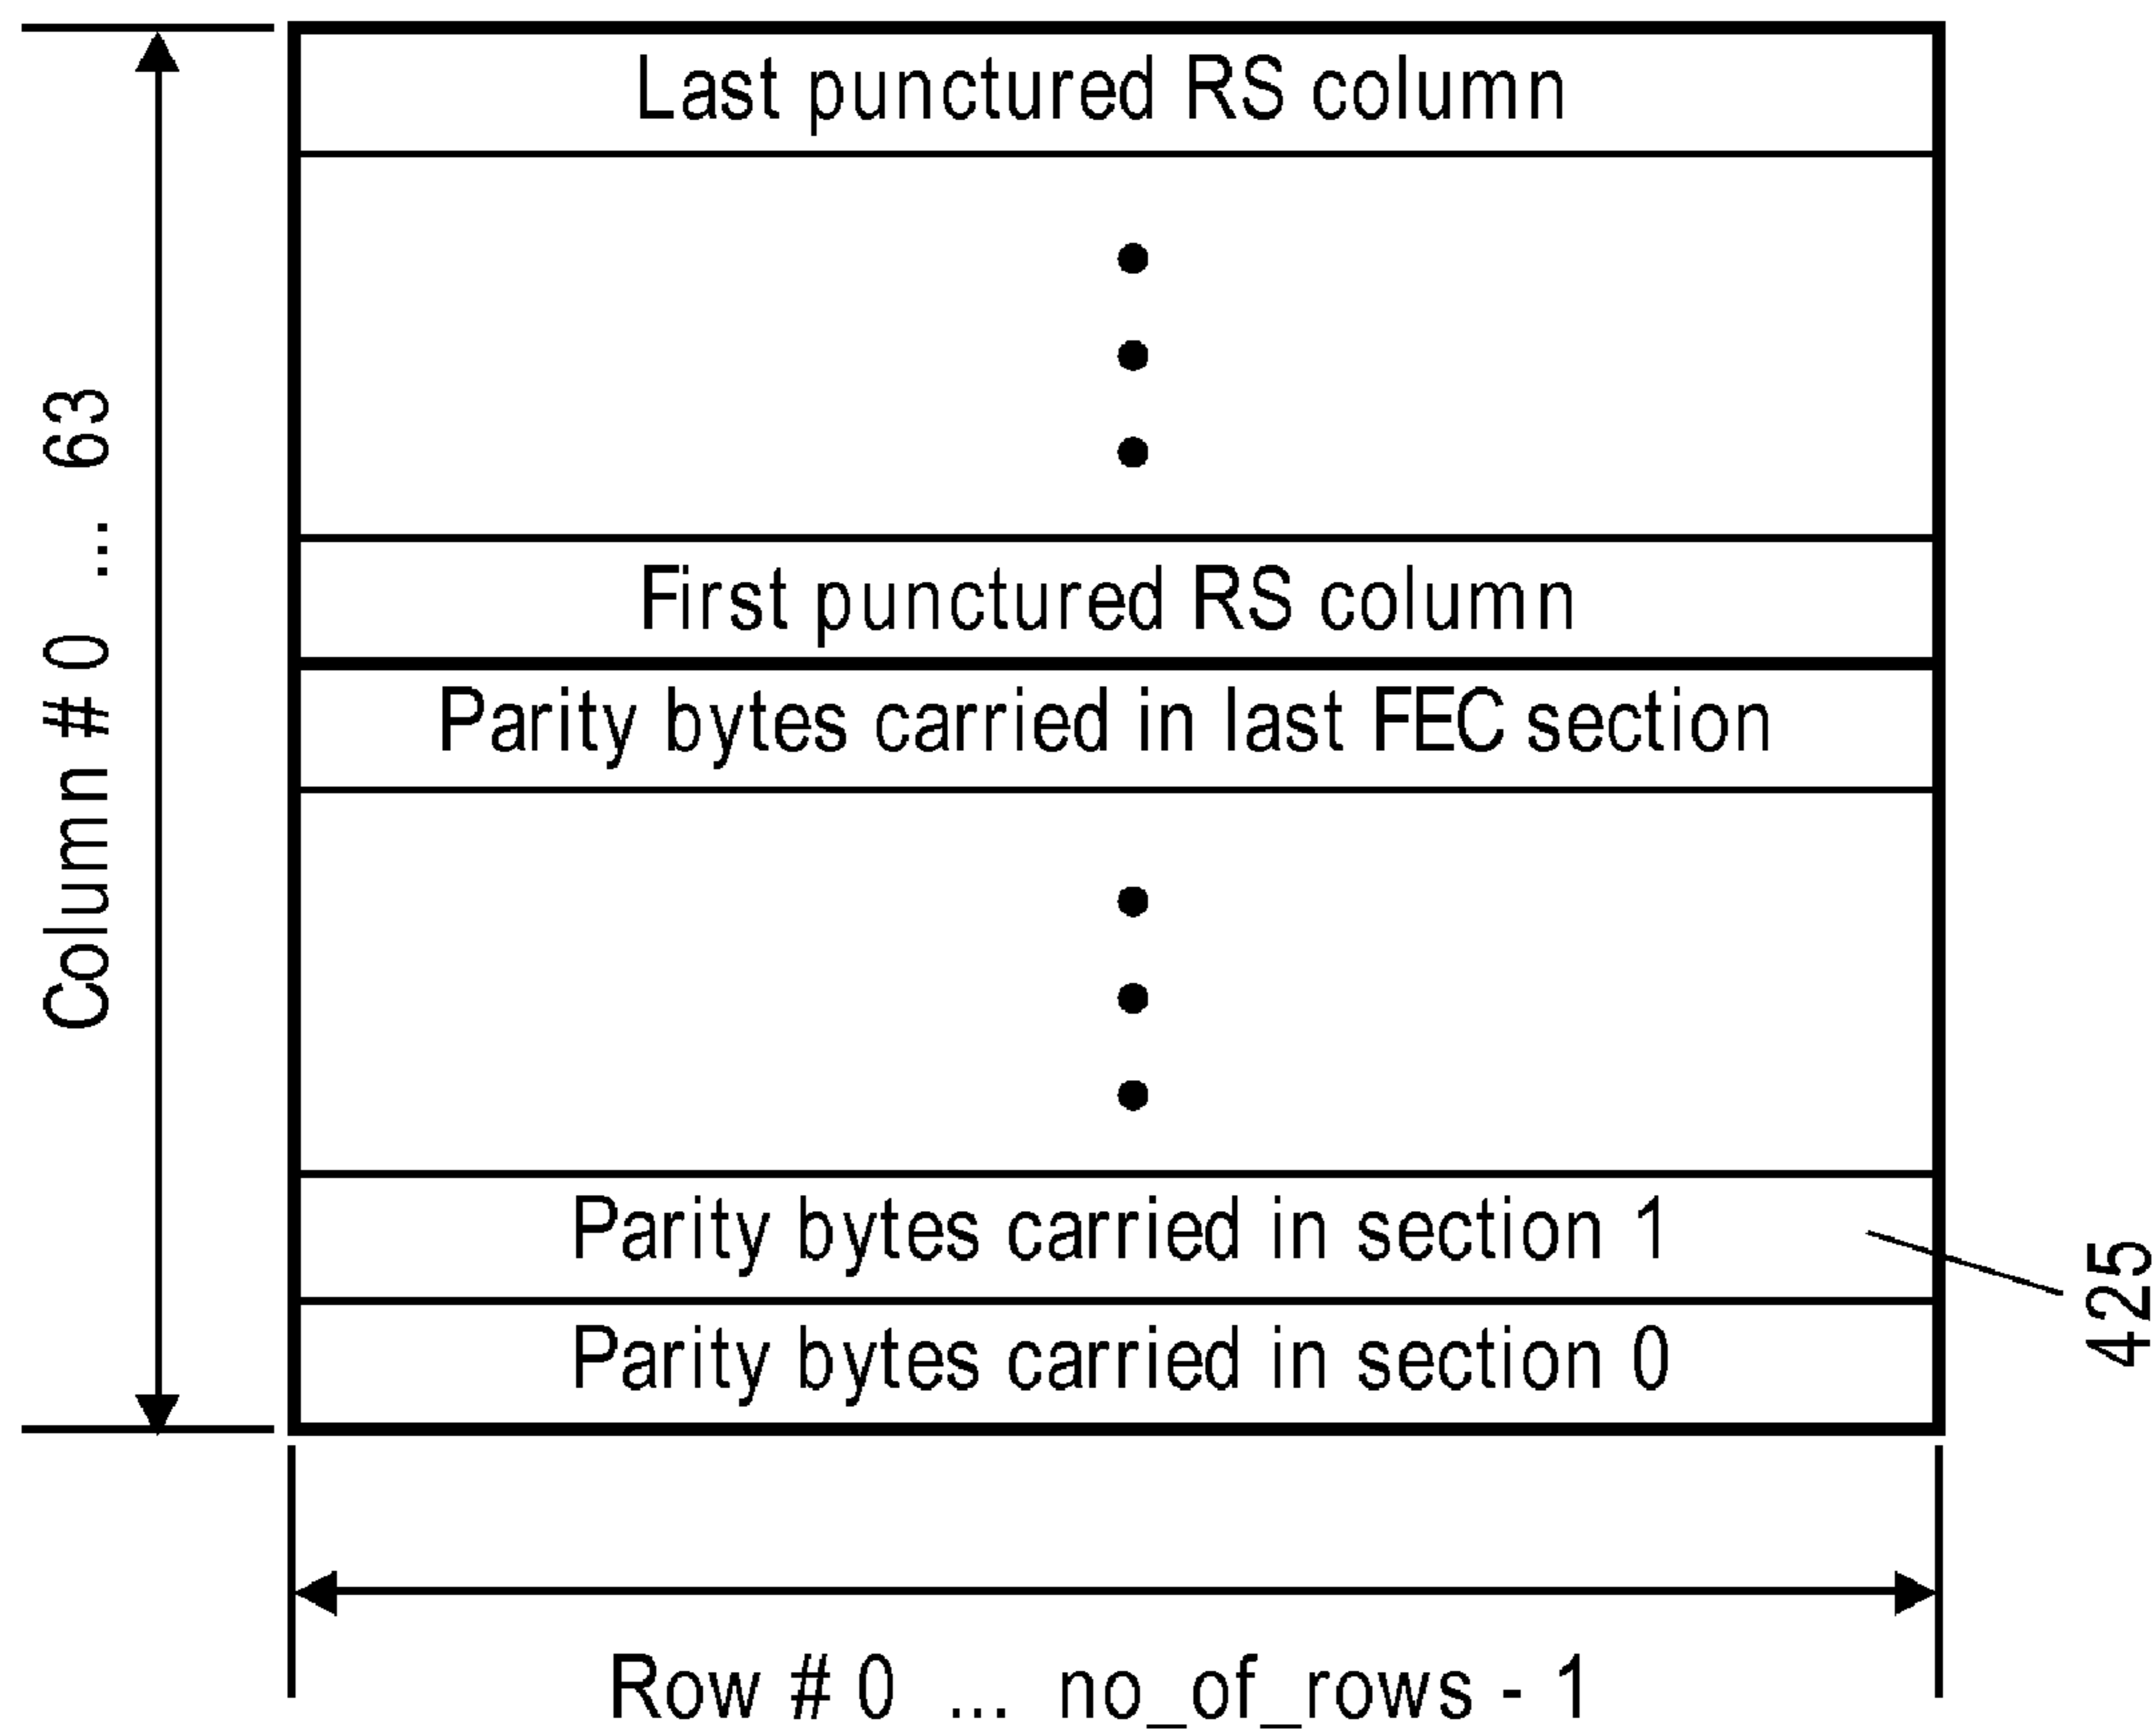 Last punctured RS column
First punctured RS column
Parity bytes carried in last FEC section
Parity bytes carried in section 1
Parity bytes carried in section 0
Column # 0 ... 63
425
Row # 0 ... no_of_rows - 1